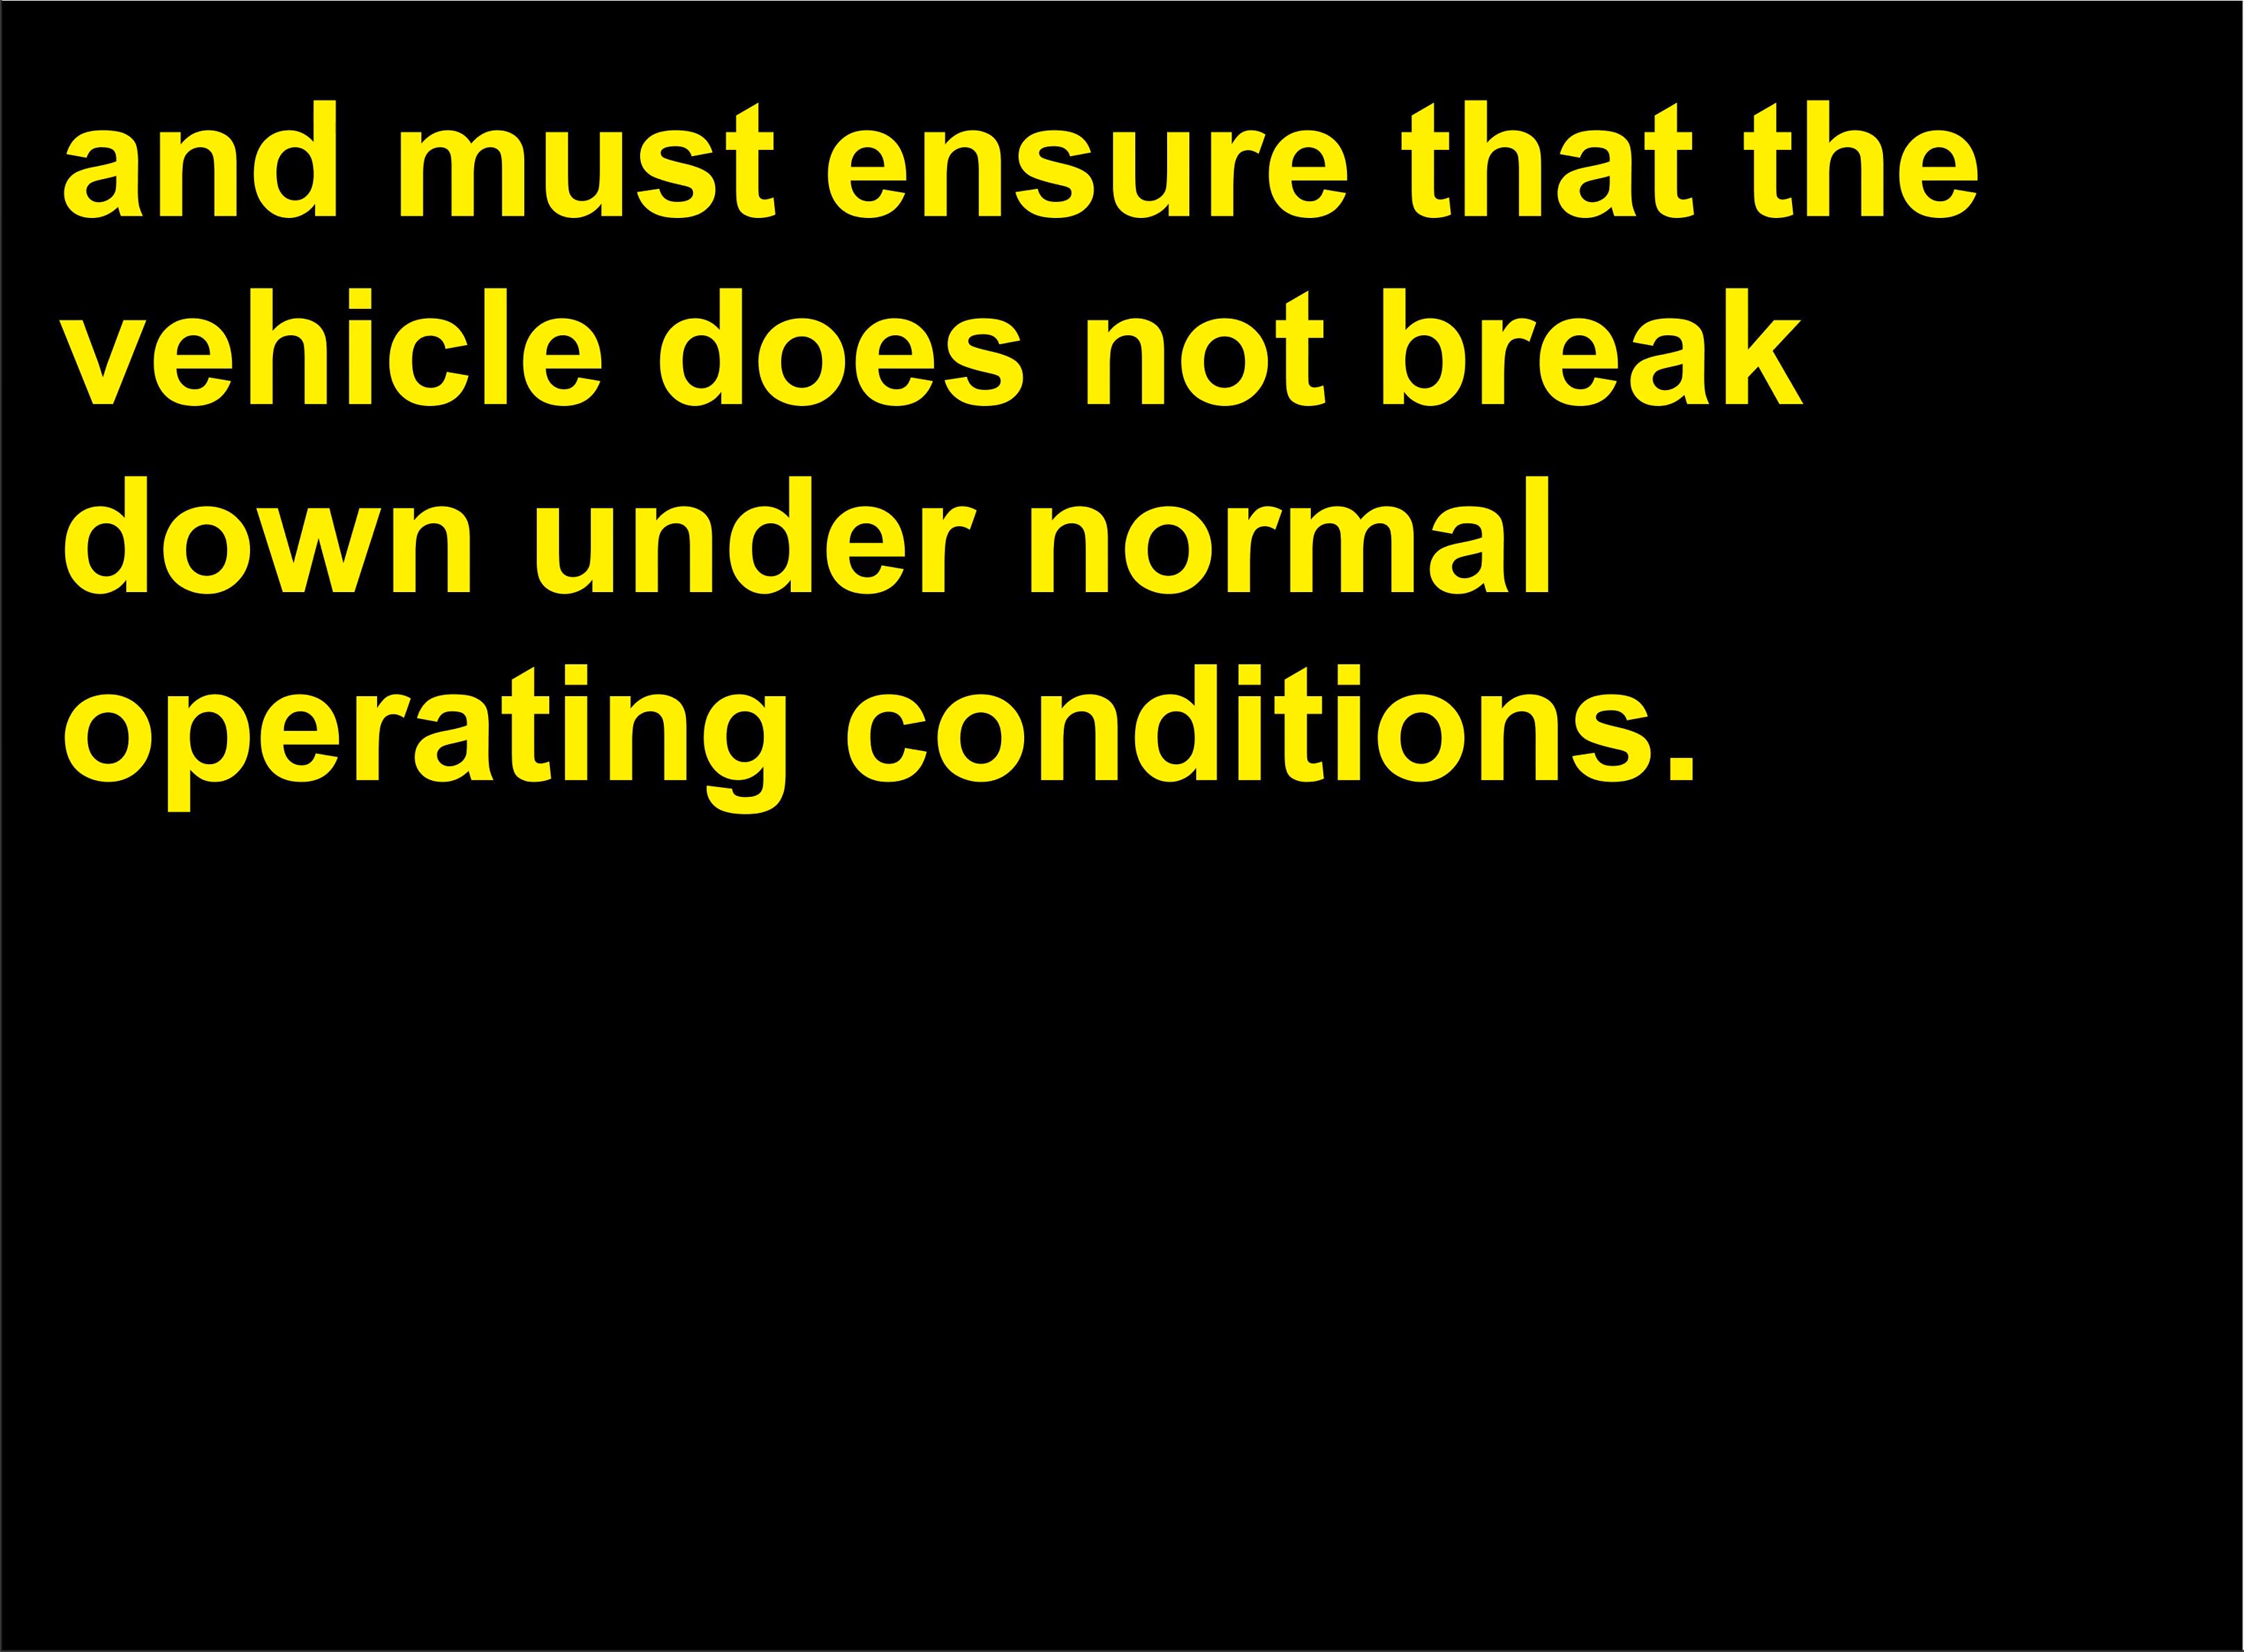 and must ensure that the
vehicle does not break
down under normal
operating conditions.